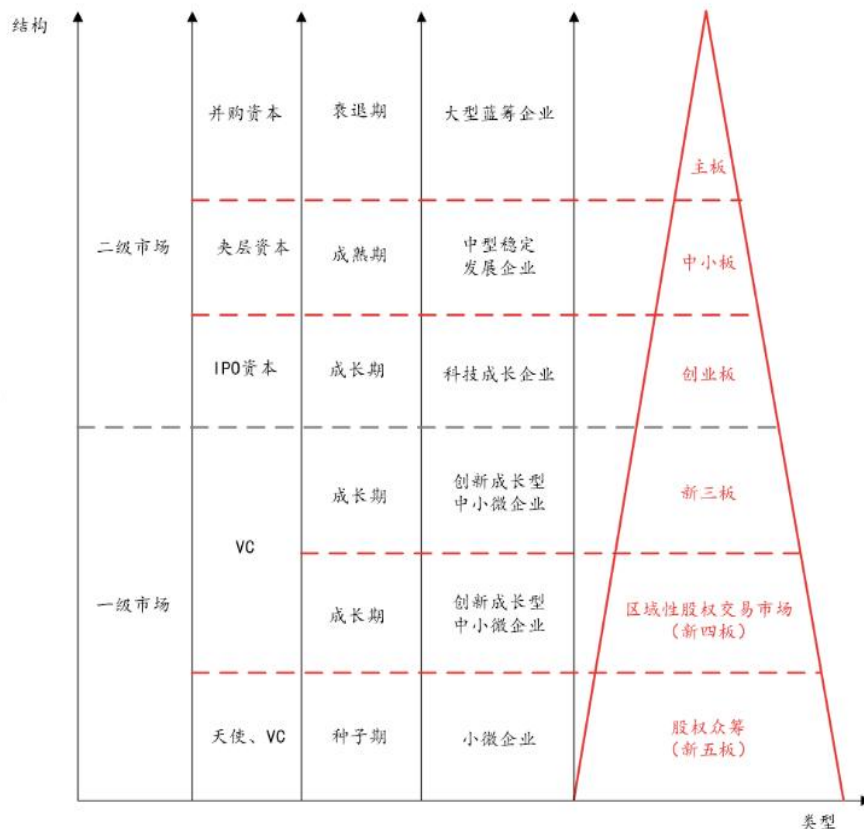 结构
并购资本
衰退期
大型蓝筹企业
主板
二级市场
夹层资本
成熟期
中型稳定
发展企业
中小板
IPO资本
成长期
科技成长企业
创业板
成长期
创新成长型
中小微企业
新三板
VC
一级市场
成长期
创新成长型
中小微企业
区域性股权交易市场
(新四板)
天使、VC
种子期
小微企业
股权众筹
(新五板)
类型